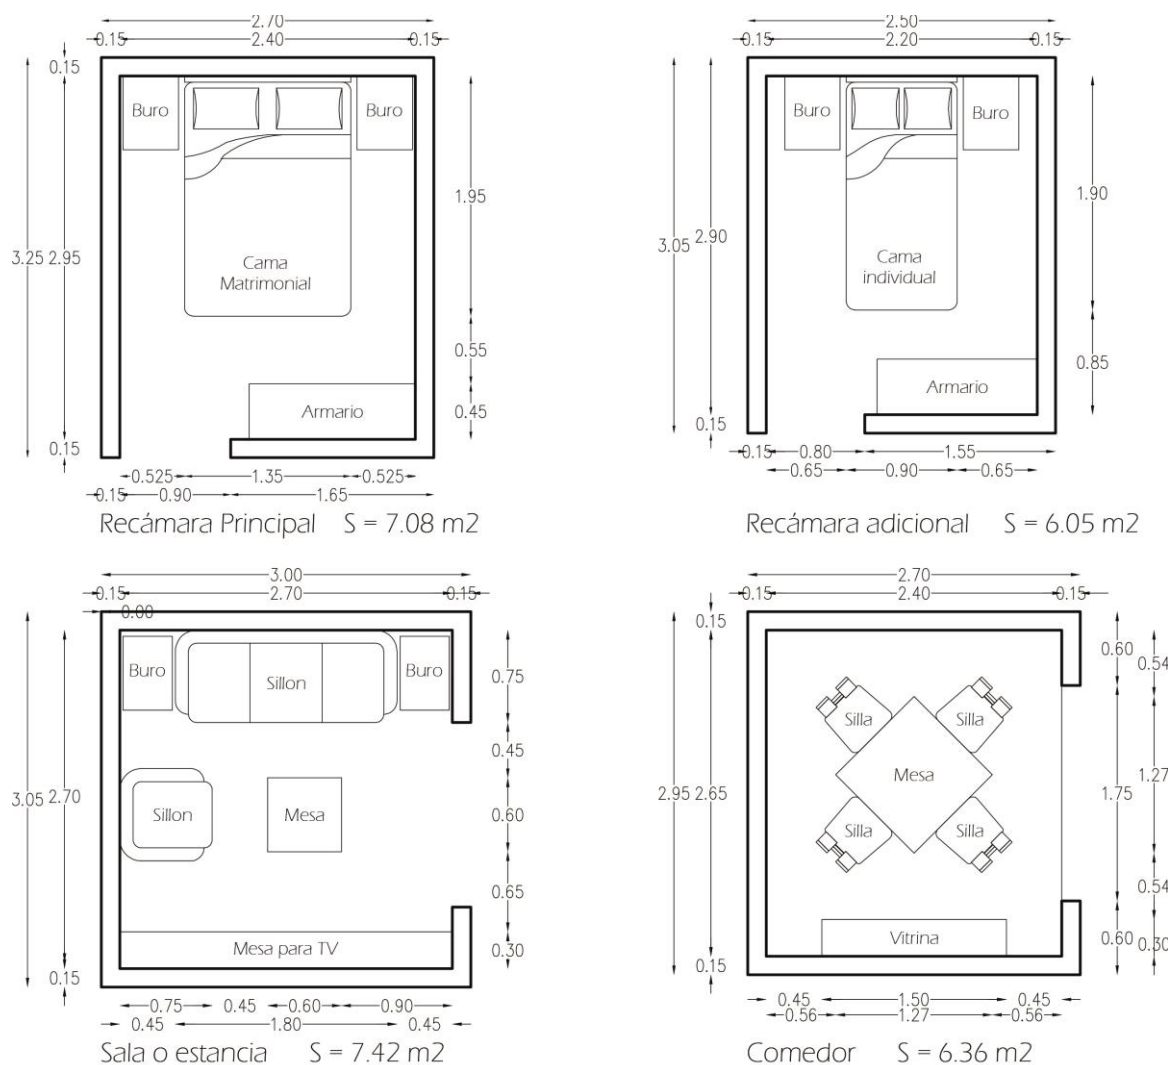 2.70
0.15 2.40 0.15
0.15
Buro Buro
1.95
3.25 2.95
Cama
Matrimonial
0.55
Armario 0.45
0.15
0.525 1.35 0.525
0.15 0.90 1.65
Recámara Principal S = 7.08 m2
2.50
0.15 2.20 0.15
Buro Buro
1.90
3.05 2.90
Cama
individual
0.85
Armario
0.15
0.15 0.80 1.55
0.65 0.90 0.65
Recámara adicional S = 6.05 m2
3.00
0.15 2.70 0.15
0.00
Buro Sillon Buro 0.75
0.45
3.05 2.70
Sillon Mesa 0.60
0.65
Mesa para TV 0.30
0.15
0.75 0.45 0.60 0.90
0.45 1.80 0.45
Sala o estancia S = 7.42 m2
2.70
0.15 2.40 0.15
0.15
0.60 0.54
Silla Silla
2.95 2.65 Mesa 1.75 1.27
Silla Silla
0.54
Vitrina 0.60 0.30
0.15
0.45 1.50 0.45
0.56 1.27 0.56
Comedor S = 6.36 m2